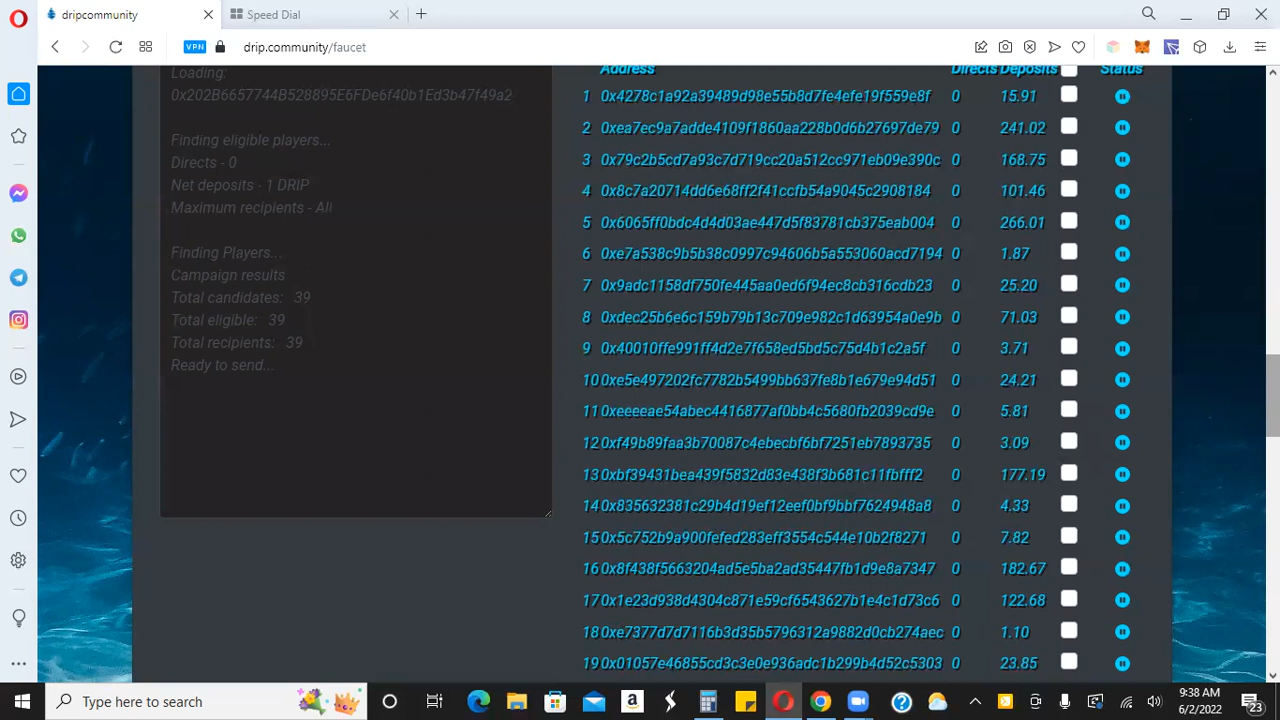 dripcommunity
Speed Dial
VPN
drip.community/faucet
Loading:
0x202B6657744B528895E6FDe6f40b1Ed3b47f49a2
Finding eligible players...
Directs - 0
Net deposits - 1 DRIP
Maximum recipients - All
Finding Players...
Campaign results
Total candidates: 39
Total eligible: 39
Total recipients: 39
Ready to send...
Address Directs Deposits Status
1 0x4278c1a92a39489d98e55b8d7fe4efe19f559e8f 0 15.91
2 0xea7ec9a7adde4109f1860aa228b0d6b27697de79 0 241.02
3 0x79c2b5cd7a93c7d719cc20a512cc971eb09e390c 0 168.75
4 0x8c7a20714dd6e68ff2f41ccfb54a9045c2908184 0 101.46
5 0x6065ff0bdc4d4d03ae447d5f83781cb375eab004 0 266.01
6 0xe7a538c9b5b38c0997c94606b5a553060acd7194 0 1.87
7 0x9adc1158df750fe445aa0ed6f94ec8cb316cdb23 0 25.20
8 0xdec25b6e6c159b79b13c709e982c1d63954a0e9b 0 71.03
9 0x40010ffe991ff4d2e7f658ed5bd5c75d4b1c2a5f 0 3.71
10 0xe5e497202fc7782b5499bb637fe8b1e679e94d51 0 24.21
11 0xeeeeae54abec4416877af0bb4c5680fb2039cd9e 0 5.81
12 0xf49b89faa3b70087c4ebecbf6bf7251eb7893735 0 3.09
13 0xbf39431bea439f5832d83e438f3b681c11fbfff2 0 177.19
14 0x835632381c29b4d19ef12eef0bf9bbf7624948a8 0 4.33
15 0x5c752b9a900fefed283eff3554c544e10b2f8271 0 7.82
16 0x8f438f5663204ad5e5ba2ad35447fb1d9e8a7347 0 182.67
17 0x1e23d938d4304c871e59cf6543627b1e4c1d73c6 0 122.68
18 0xe7377d7d7116b3d35b5796312a9882d0cb274aec 0 1.10
19 0x01057e46855cd3c3e0e936adc1b299b4d52c5303 0 23.85
Type here to search
9:38 AM
6/2/2022
23